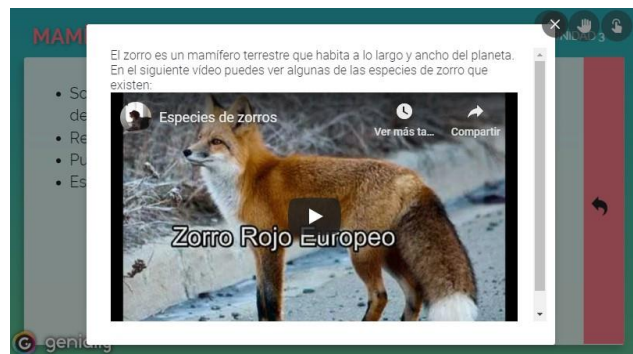 MAM
NIDAD 3
El zorro es un mamífero terrestre que habita a lo largo y ancho del planeta.
En el siguiente vídeo puedes ver algunas de las especies de zorro que
existen:
Especies de zorros
Ver más ta...
Compartir
• So
de
• Re
• Pu
• Es
Zorro Rojo Europeo
genially